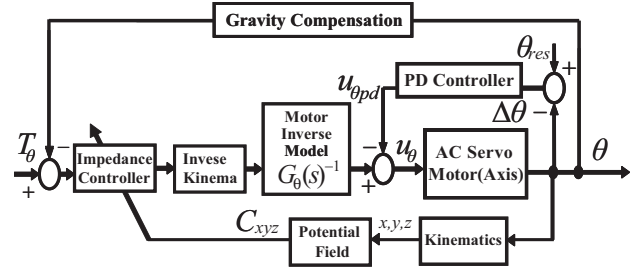 Gravity Compensation
θres
+
PD Controller
uθpd
Δθ −
Tθ
−
+
Impedance
Controller
Invese
Kinema
Motor
Inverse
Model
Gθ(s)⁻¹
−
+
uθ
AC Servo
Motor(Axis)
θ
Cxyz
Potential
Field
x,y,z
Kinematics